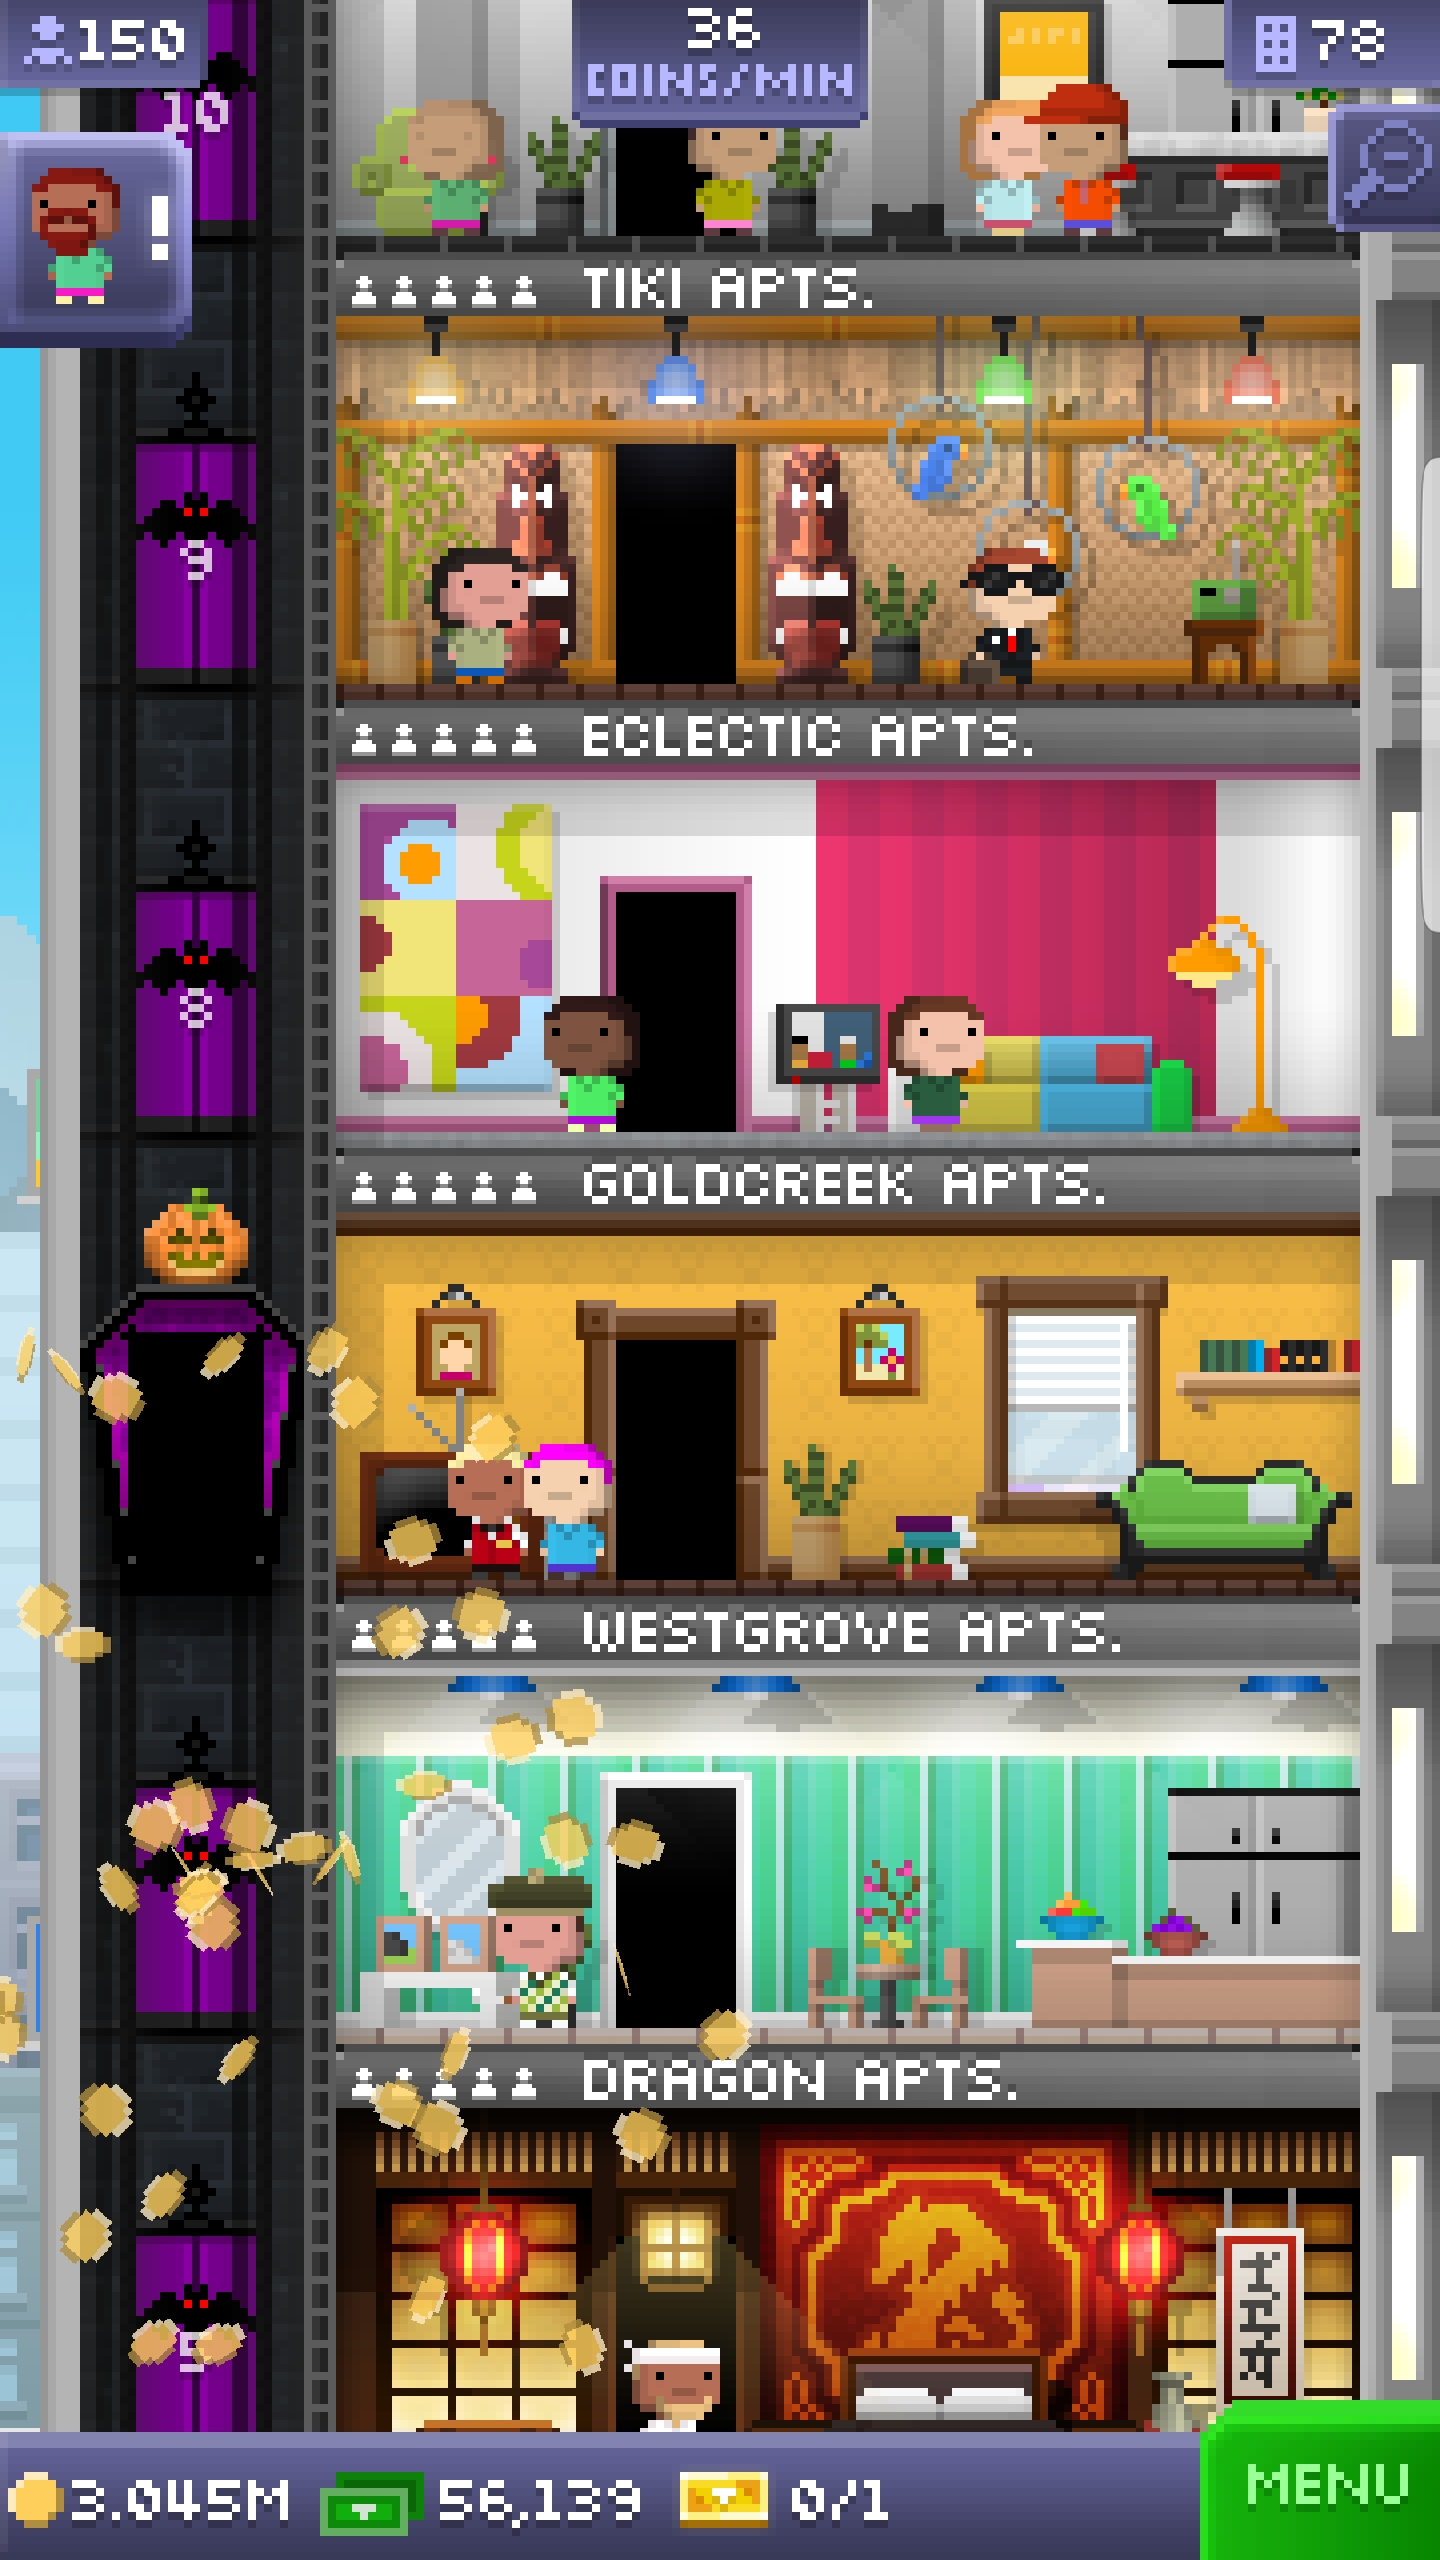 150
36
COINS/MIN
78
10
!
TIKI APTS.
9
ECLECTIC APTS.
8
GOLDCREEK APTS.
WESTGROVE APTS.
DRAGON APTS.
5
3.045M
56,139
0/1
MENU